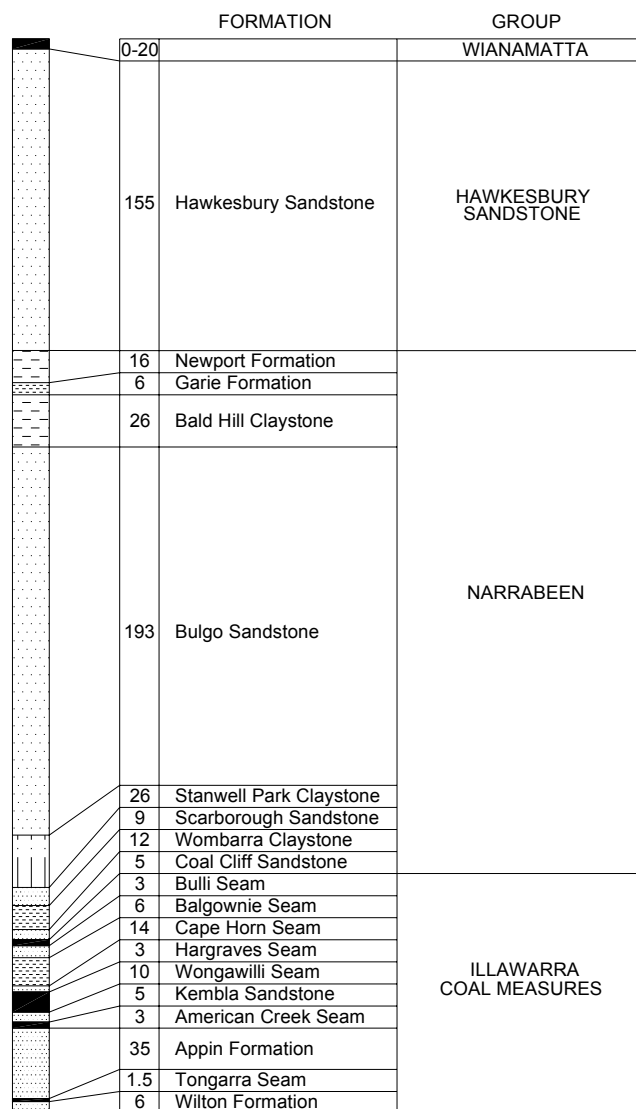 FORMATION GROUP
0-20 WIANAMATTA
155 Hawkesbury Sandstone HAWKESBURY
SANDSTONE
16 Newport Formation
6 Garie Formation
26 Bald Hill Claystone
NARRABEEN
193 Bulgo Sandstone
26 Stanwell Park Claystone
9 Scarborough Sandstone
12 Wombarra Claystone
5 Coal Cliff Sandstone
3 Bulli Seam
6 Balgownie Seam
14 Cape Horn Seam
3 Hargraves Seam
10 Wongawilli Seam
ILLAWARRA
COAL MEASURES
5 Kembla Sandstone
3 American Creek Seam
35 Appin Formation
1.5 Tongarra Seam
6 Wilton Formation